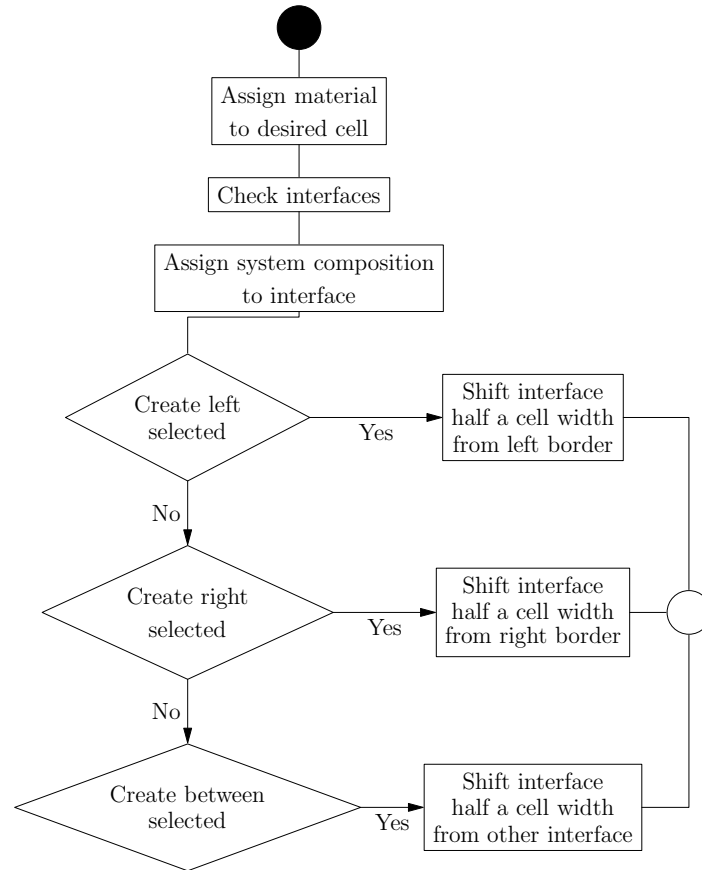 Assign material
to desired cell
Check interfaces
Assign system composition
to interface
Create left
selected
Yes
Shift interface
half a cell width
from left border
No
Create right
selected
Yes
Shift interface
half a cell width
from right border
No
Create between
selected
Yes
Shift interface
half a cell width
from other interface